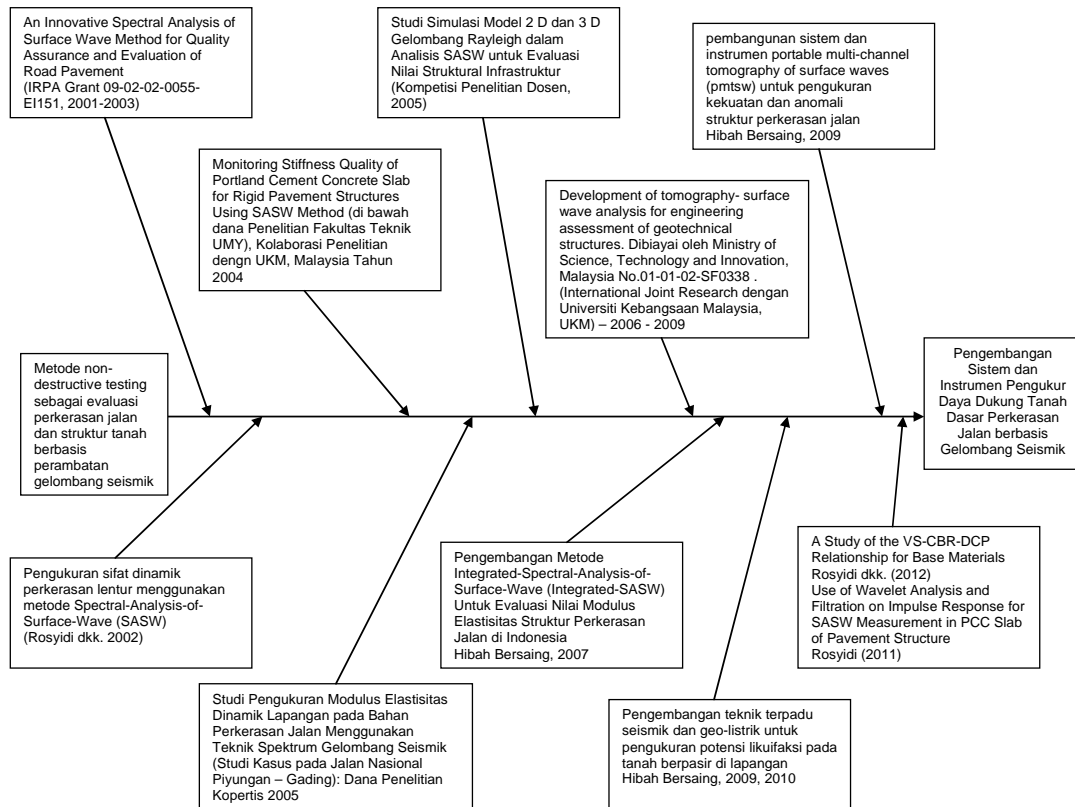 An Innovative Spectral Analysis of
Surface Wave Method for Quality
Assurance and Evaluation of
Road Pavement
(IRPA Grant 09-02-02-0055-
EI151, 2001-2003)
Studi Simulasi Model 2 D dan 3 D
Gelombang Rayleigh dalam
Analisis SASW untuk Evaluasi
Nilai Struktural Infrastruktur
(Kompetisi Penelitian Dosen,
2005)
pembangunan sistem dan
instrumen portable multi-channel
tomography of surface waves
(pmtsw) untuk pengukuran
kekuatan dan anomali
struktur perkerasan jalan
Hibah Bersaing, 2009
Monitoring Stiffness Quality of
Portland Cement Concrete Slab
for Rigid Pavement Structures
Using SASW Method (di bawah
dana Penelitian Fakultas Teknik
UMY), Kolaborasi Penelitian
dengn UKM, Malaysia Tahun
2004
Development of tomography- surface
wave analysis for engineering
assessment of geotechnical
structures. Dibiayai oleh Ministry of
Science, Technology and Innovation,
Malaysia No.01-01-02-SF0338 .
(International Joint Research dengan
Universiti Kebangsaan Malaysia,
UKM) – 2006 - 2009
Metode non-
destructive testing
sebagai evaluasi
perkerasan jalan
dan struktur tanah
berbasis
perambatan
gelombang seismik
Pengembangan
Sistem dan
Instrumen Pengukur
Daya Dukung Tanah
Dasar Perkerasan
Jalan berbasis
Gelombang Seismik
Pengukuran sifat dinamik
perkerasan lentur menggunakan
metode Spectral-Analysis-of-
Surface-Wave (SASW)
(Rosyidi dkk. 2002)
Pengembangan Metode
Integrated-Spectral-Analysis-of-
Surface-Wave (Integrated-SASW)
Untuk Evaluasi Nilai Modulus
Elastisitas Struktur Perkerasan
Jalan di Indonesia
Hibah Bersaing, 2007
A Study of the VS-CBR-DCP
Relationship for Base Materials
Rosyidi dkk. (2012)
Use of Wavelet Analysis and
Filtration on Impulse Response for
SASW Measurement in PCC Slab
of Pavement Structure
Rosyidi (2011)
Studi Pengukuran Modulus Elastisitas
Dinamik Lapangan pada Bahan
Perkerasan Jalan Menggunakan
Teknik Spektrum Gelombang Seismik
(Studi Kasus pada Jalan Nasional
Piyungan – Gading): Dana Penelitian
Kopertis 2005
Pengembangan teknik terpadu
seismik dan geo-listrik untuk
pengukuran potensi likuifaksi pada
tanah berpasir di lapangan
Hibah Bersaing, 2009, 2010